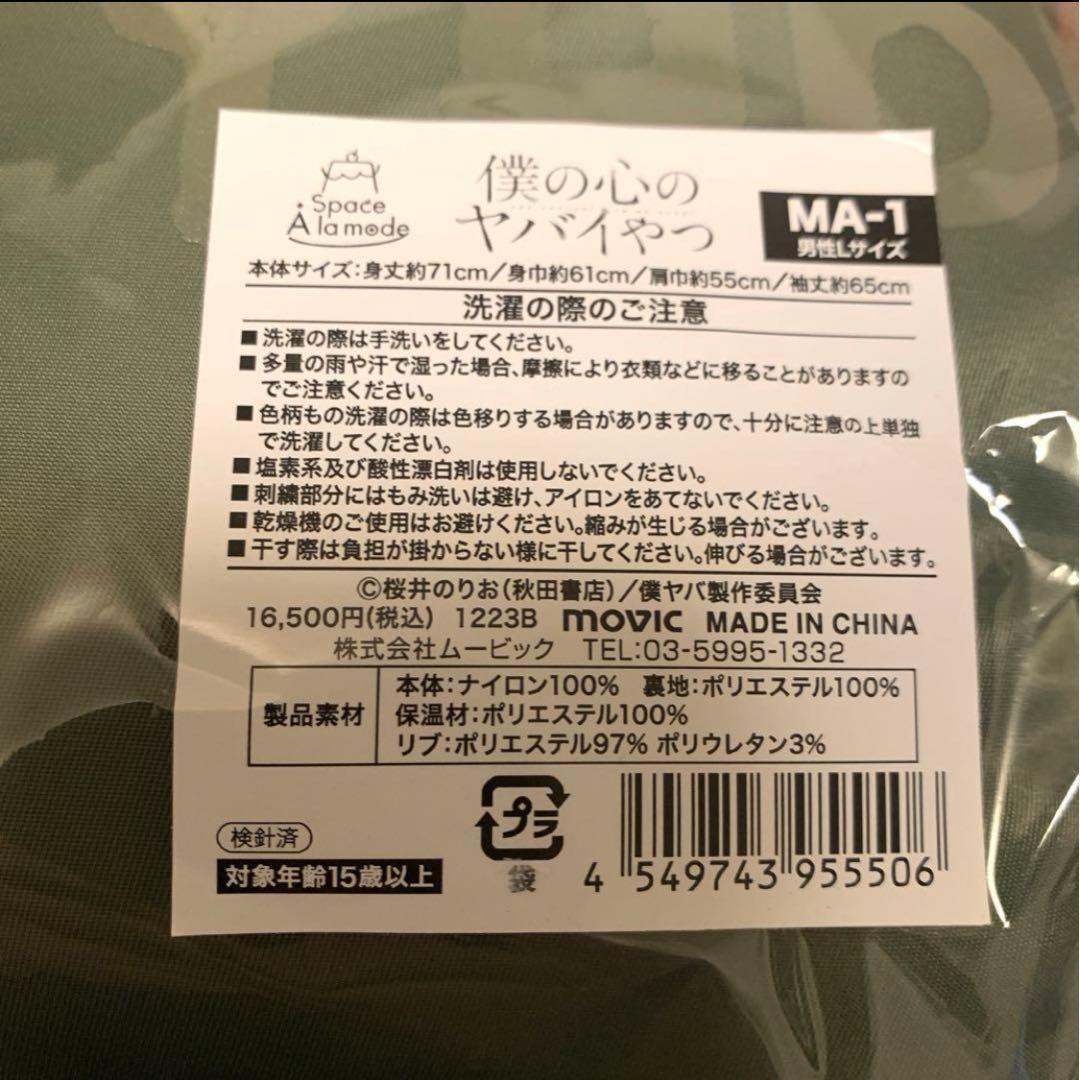 Space
À la mode
僕の心の
ヤバイやつ
MA-1
男性Lサイズ
本体サイズ:身丈約71cm/身巾約61cm/肩巾約55cm/袖丈約65cm
洗濯の際のご注意
■洗濯の際は手洗いをしてください。
■多量の雨や汗で湿った場合、摩擦により衣類などに移ることがありますの
でご注意ください。
■色柄もの洗濯の際は色移りする場合がありますので、十分に注意の上単独
で洗濯してください。
■塩素系及び酸性漂白剤は使用しないでください。
■刺繍部分にはもみ洗いは避け、アイロンをあてないでください。
■乾燥機のご使用はお避けください。縮みが生じる場合がございます。
■干す際は負担が掛からない様に干してください。伸びる場合がございます。
©桜井のりお(秋田書店)/僕ヤバ製作委員会
16,500円(税込) 1223B movic MADE IN CHINA
株式会社ムービック TEL:03-5995-1332
製品素材
本体:ナイロン100% 裏地:ポリエステル100%
保温材:ポリエステル100%
リブ:ポリエステル97% ポリウレタン3%
検針済
対象年齢15歳以上
プラ
袋
4 549743 955506